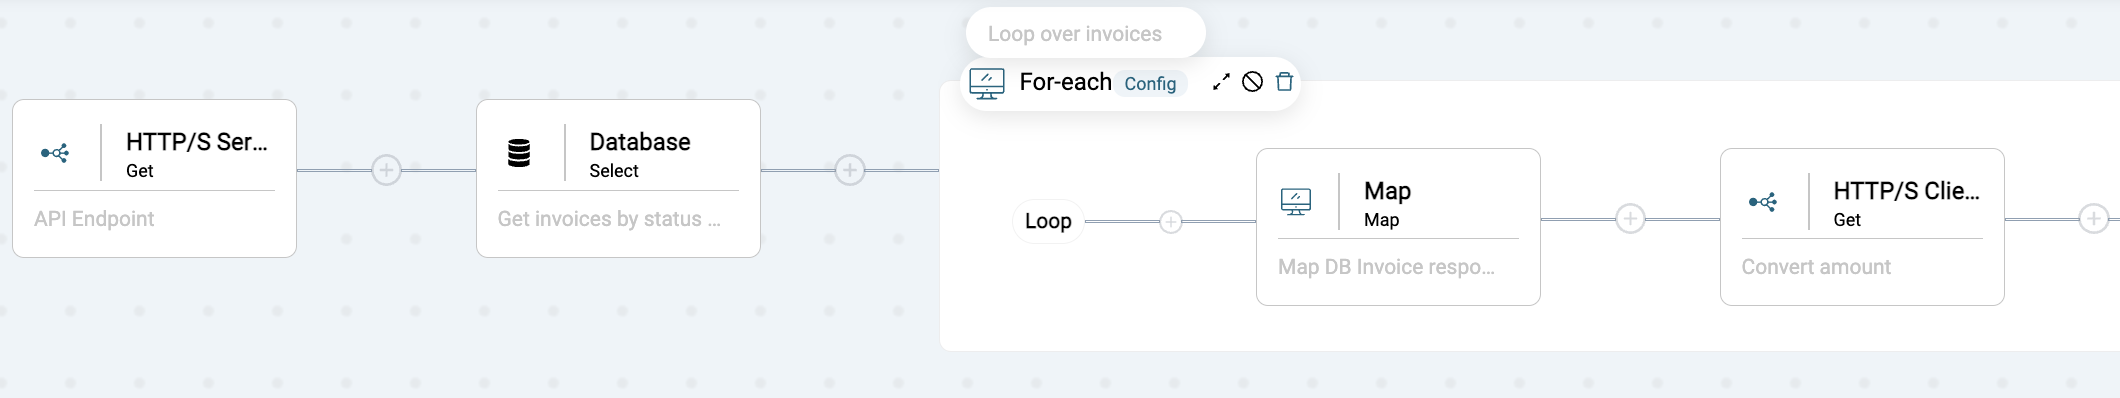 HTTP/S Ser...
Get
API Endpoint
Database
Select
Get invoices by status ...
Loop over invoices
For-each
Config
Loop
Map
Map
Map DB Invoice respo...
HTTP/S Clie...
Get
Convert amount